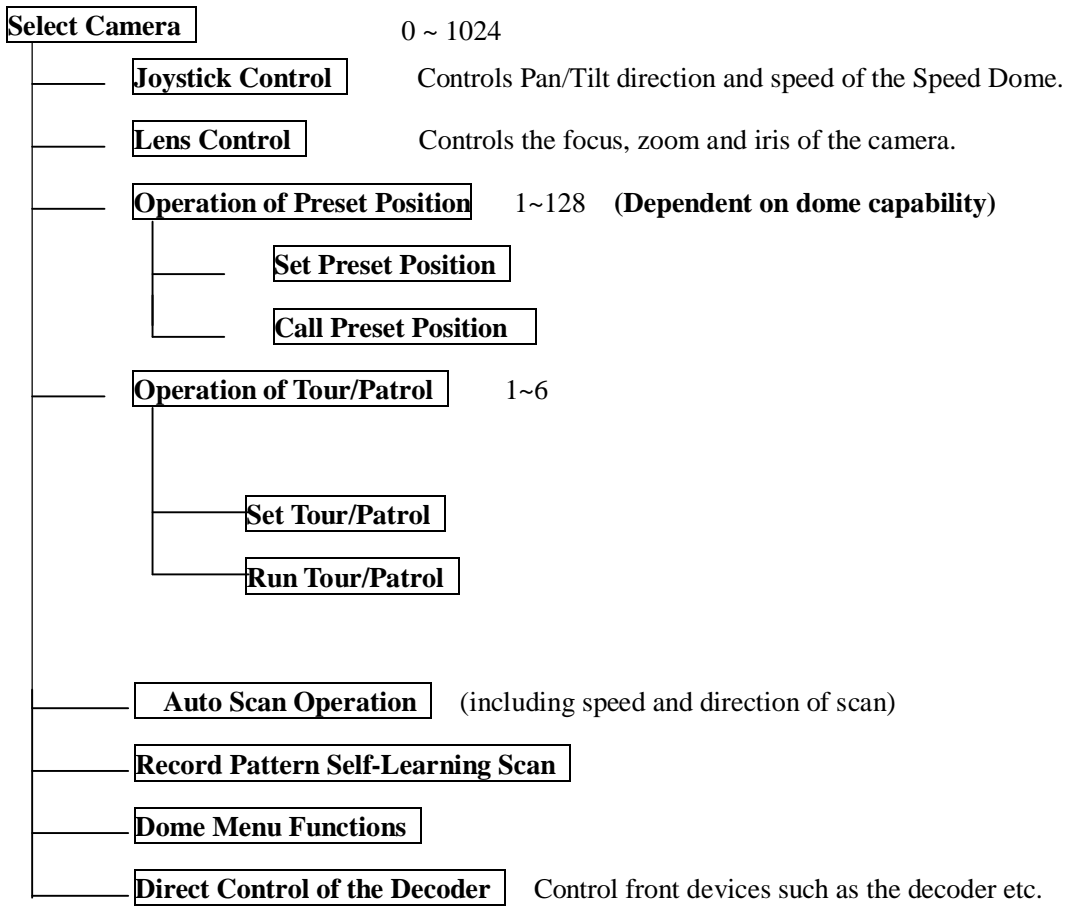 Select Camera 0 ~ 1024
Joystick Control Controls Pan/Tilt direction and speed of the Speed Dome.
Lens Control Controls the focus, zoom and iris of the camera.
Operation of Preset Position 1~128 (Dependent on dome capability)
Set Preset Position
Call Preset Position
Operation of Tour/Patrol 1~6
Set Tour/Patrol
Run Tour/Patrol
Auto Scan Operation (including speed and direction of scan)
Record Pattern Self-Learning Scan
Dome Menu Functions
Direct Control of the Decoder Control front devices such as the decoder etc.